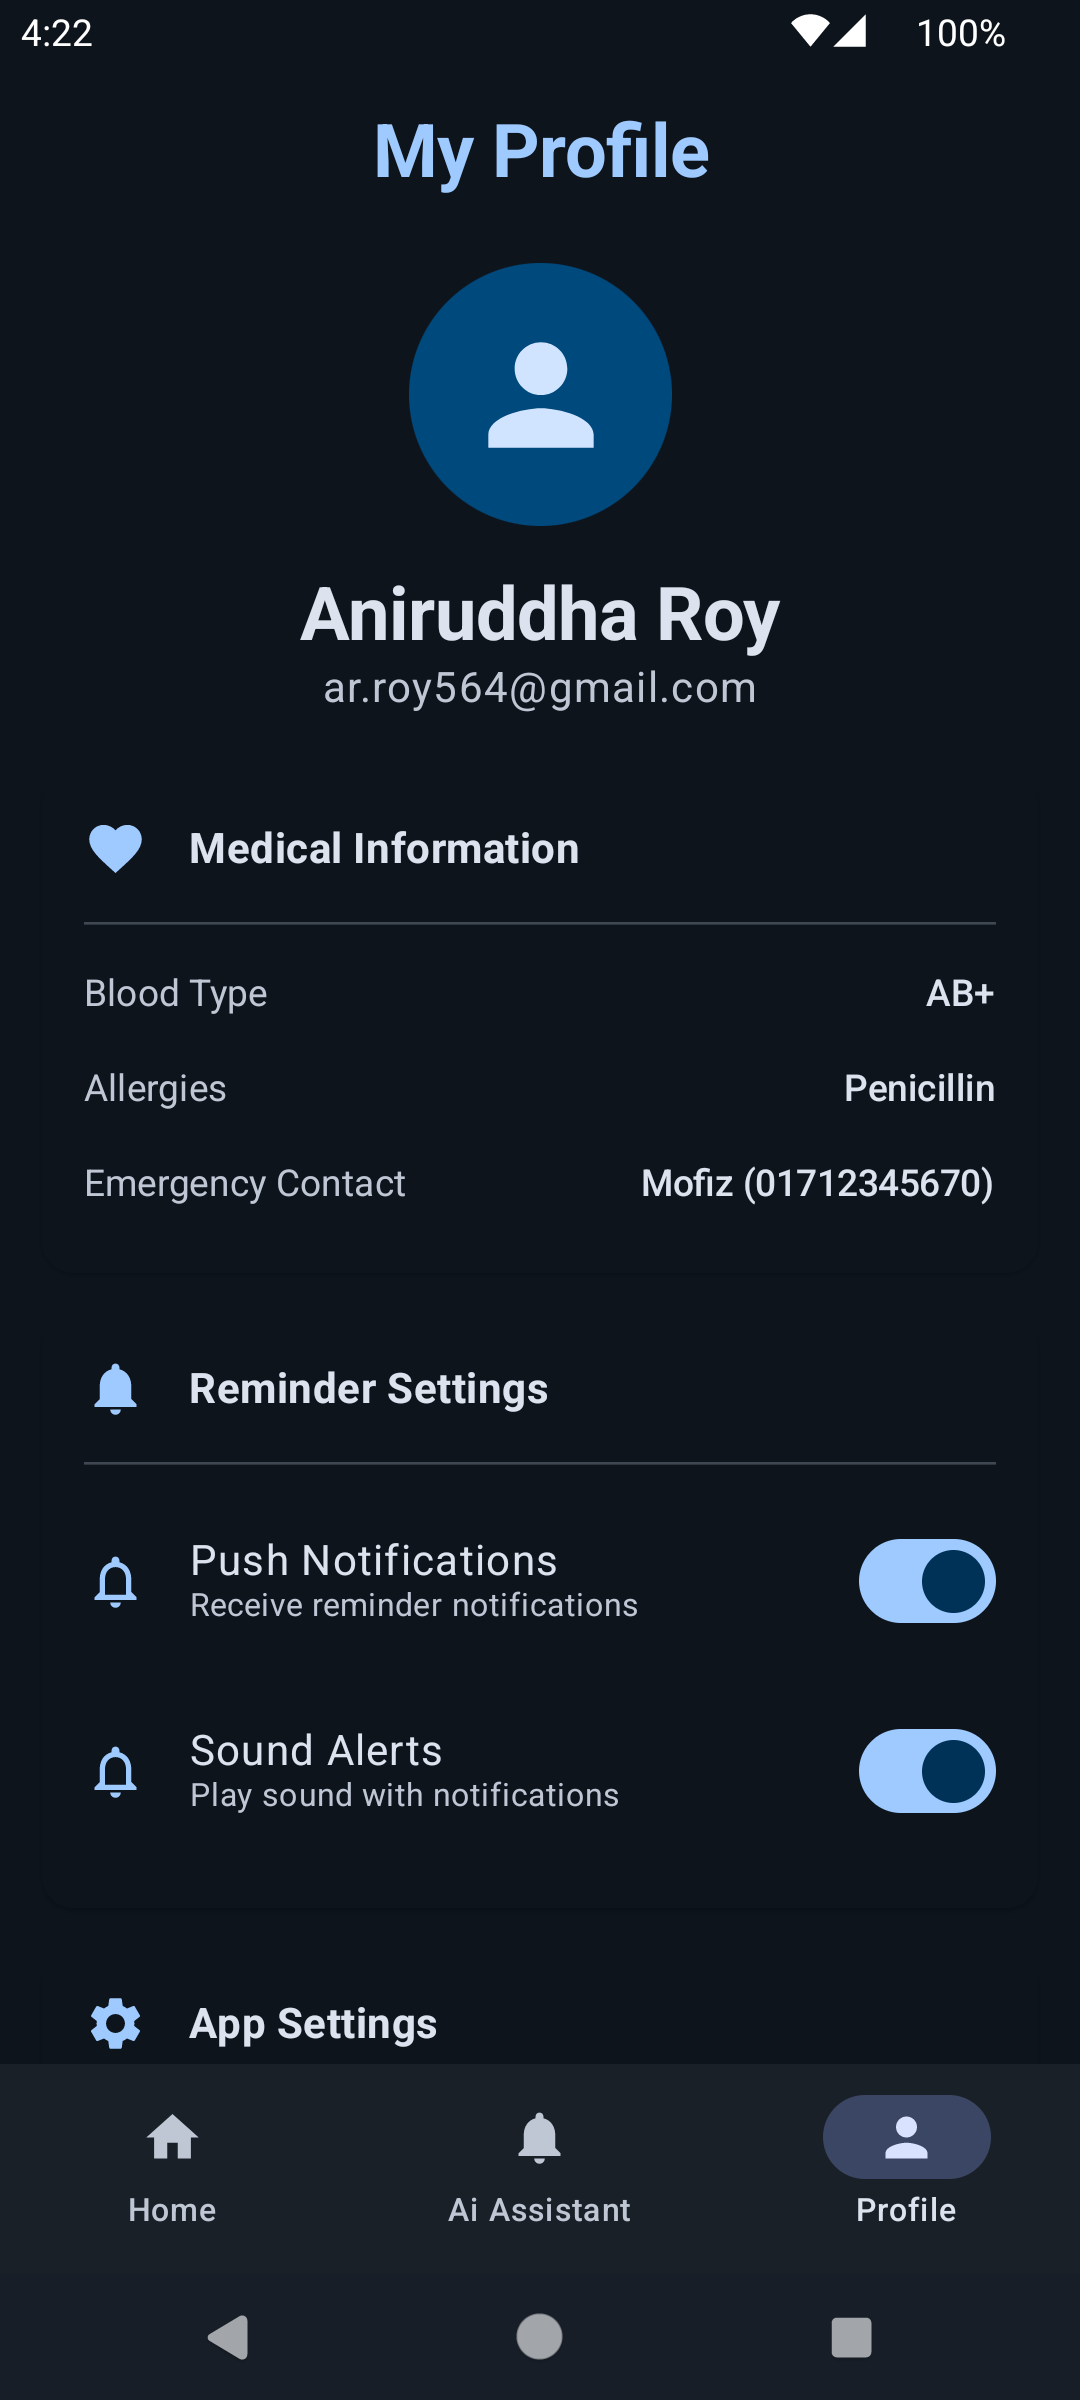 4:22
100%
My Profile
Aniruddha Roy
ar.roy564@gmail.com
Medical Information
Blood Type AB+
Allergies Penicillin
Emergency Contact Mofiz (01712345670)
Reminder Settings
Push Notifications
Receive reminder notifications
Sound Alerts
Play sound with notifications
App Settings
Home Ai Assistant Profile